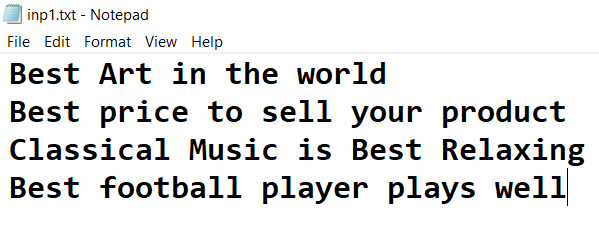 inp1.txt - Notepad
File Edit Format View Help
Best Art in the world
Best price to sell your product
Classical Music is Best Relaxing
Best football player plays well